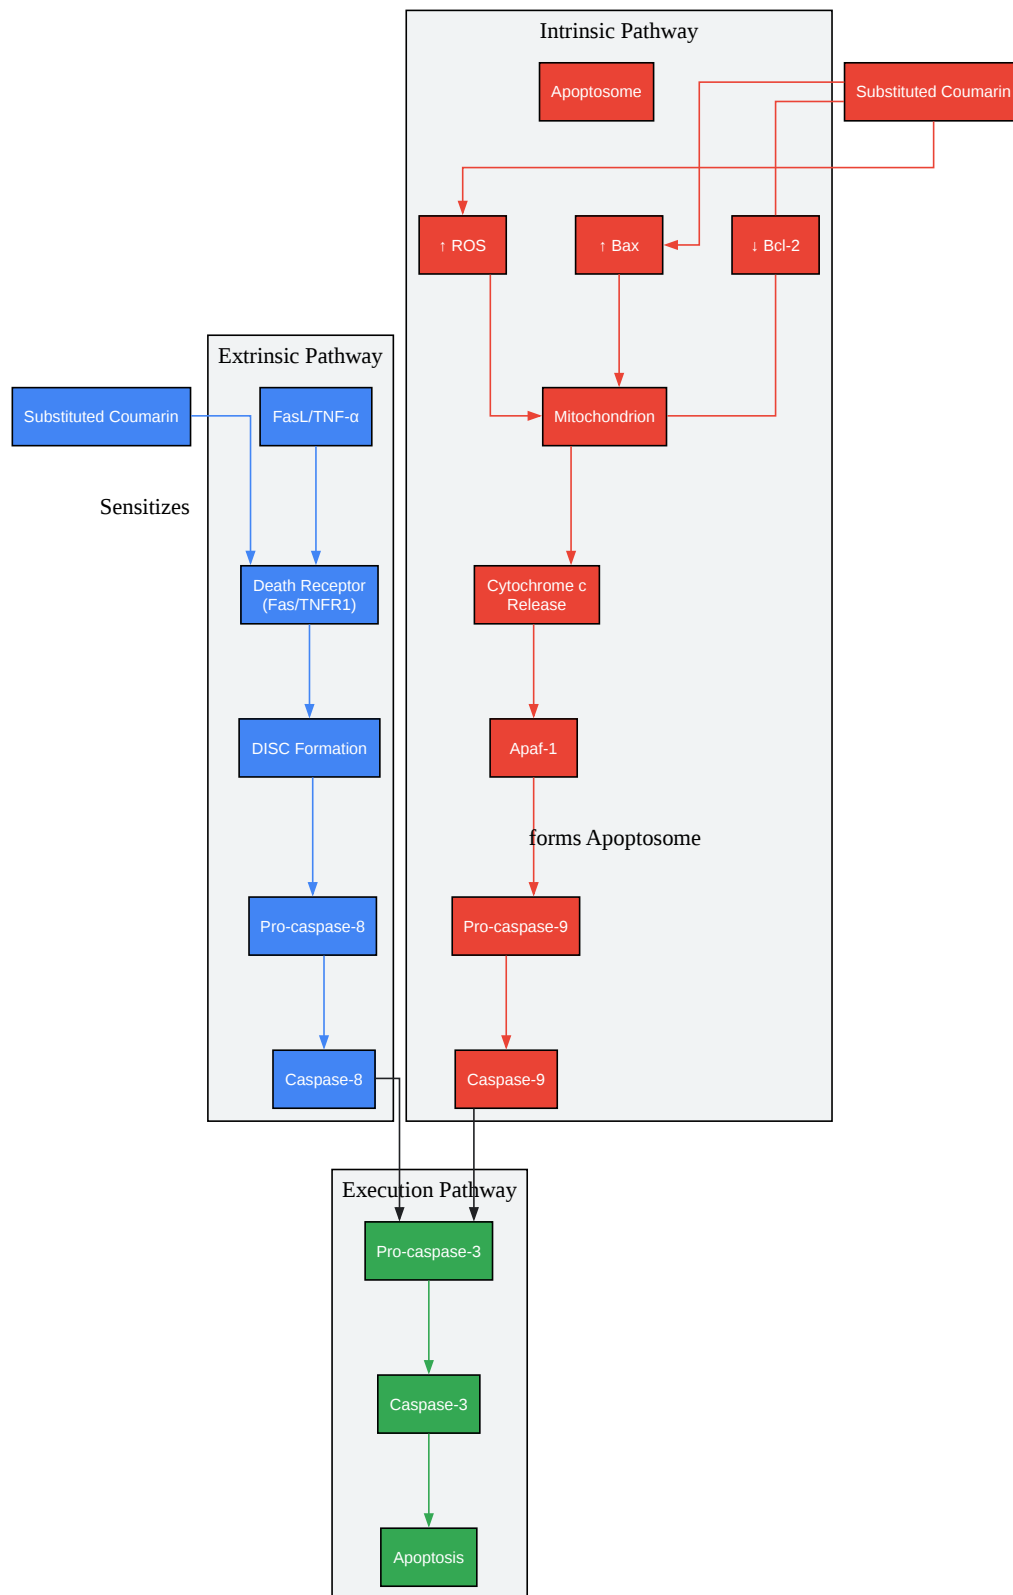 Intrinsic Pathway
Apoptosome
Substituted Coumarin
↑ ROS
↑ Bax
↓ Bcl-2
Extrinsic Pathway
Substituted Coumarin
FasL/TNF-α
Mitochondrion
Sensitizes
Death Receptor
(Fas/TNFR1)
Cytochrome c
Release
DISC Formation
Apaf-1
forms Apoptosome
Pro-caspase-8
Pro-caspase-9
Caspase-8
Caspase-9
Execution Pathway
Pro-caspase-3
Caspase-3
Apoptosis